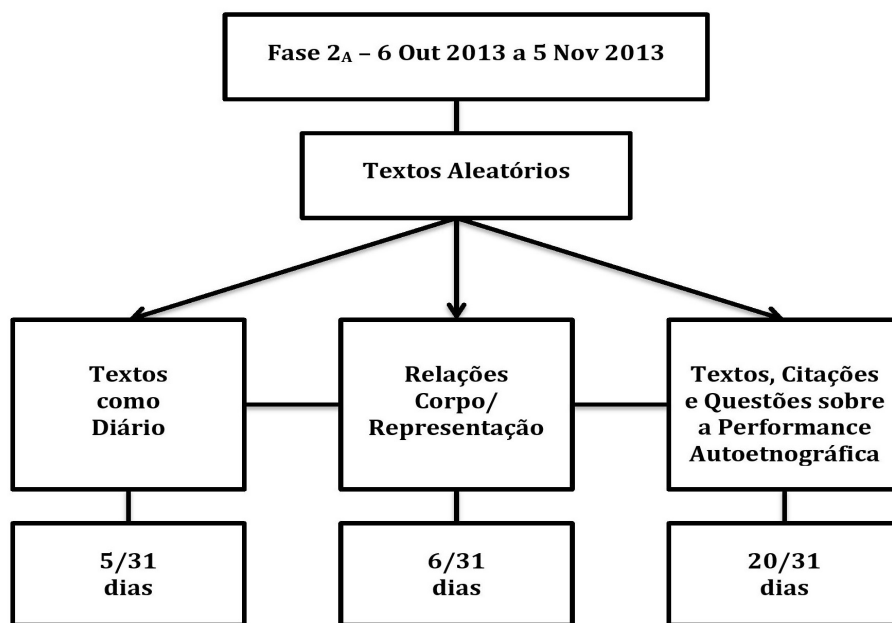 Fase 2A – 6 Out 2013 a 5 Nov 2013
Textos Aleatórios
Textos
como
Diário
Relações
Corpo/
Representação
Textos, Citações
e Questões sobre
a Performance
Autoetnográfica
5/31
dias
6/31
dias
20/31
dias